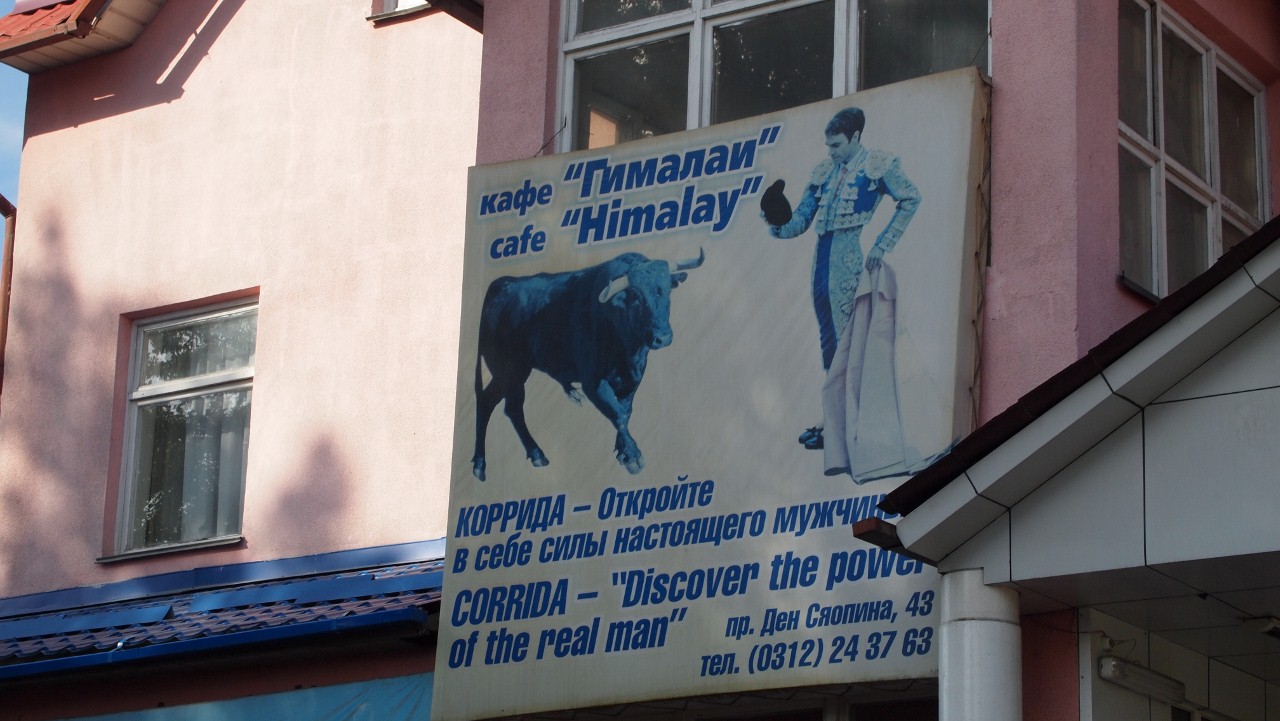 кафе "Гималаи"
cafe "Himalay"
КОРРИДА – Откройте
в себе силы настоящего мужчины
CORRIDA – "Discover the power
of the real man"
пр. Ден Сяопина, 43
тел. (0312) 24 37 63